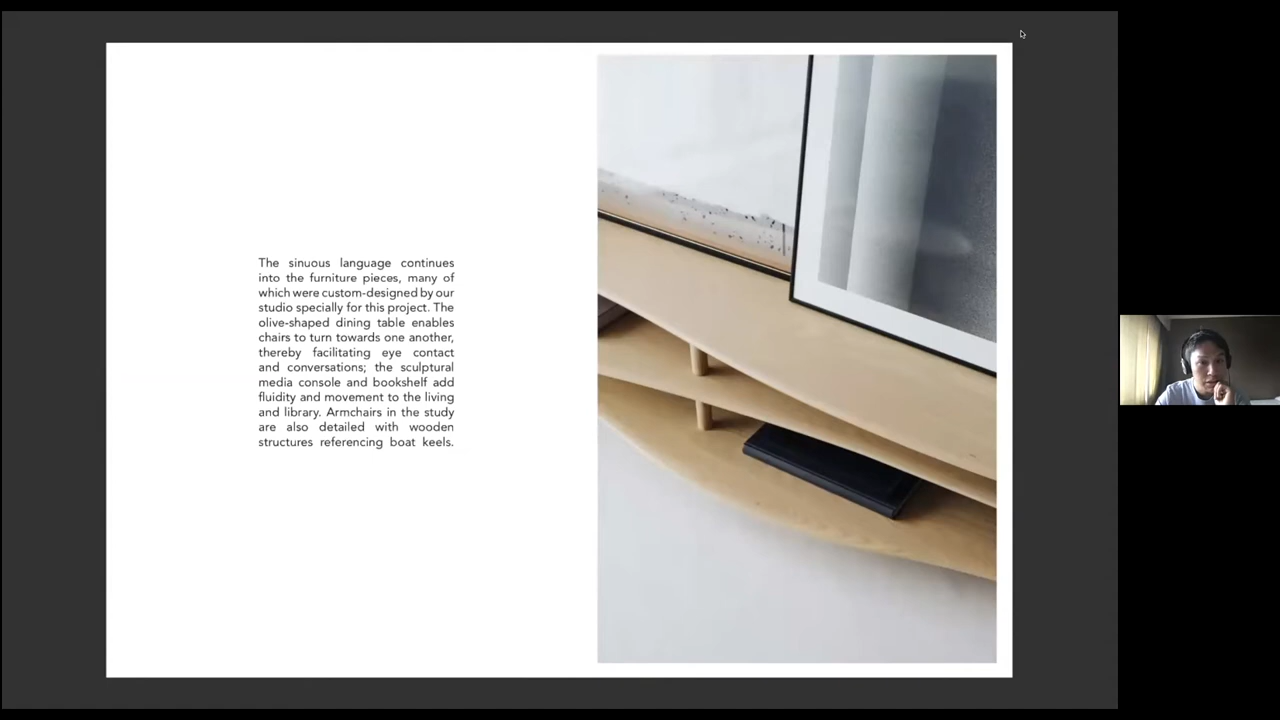 The sinuous language continues
into the furniture pieces, many of
which were custom-designed by our
studio specially for this project. The
olive-shaped dining table enables
chairs to turn towards one another,
thereby facilitating eye contact
and conversations; the sculptural
media console and bookshelf add
fluidity and movement to the living
and library. Armchairs in the study
are also detailed with wooden
structures referencing boat keels.